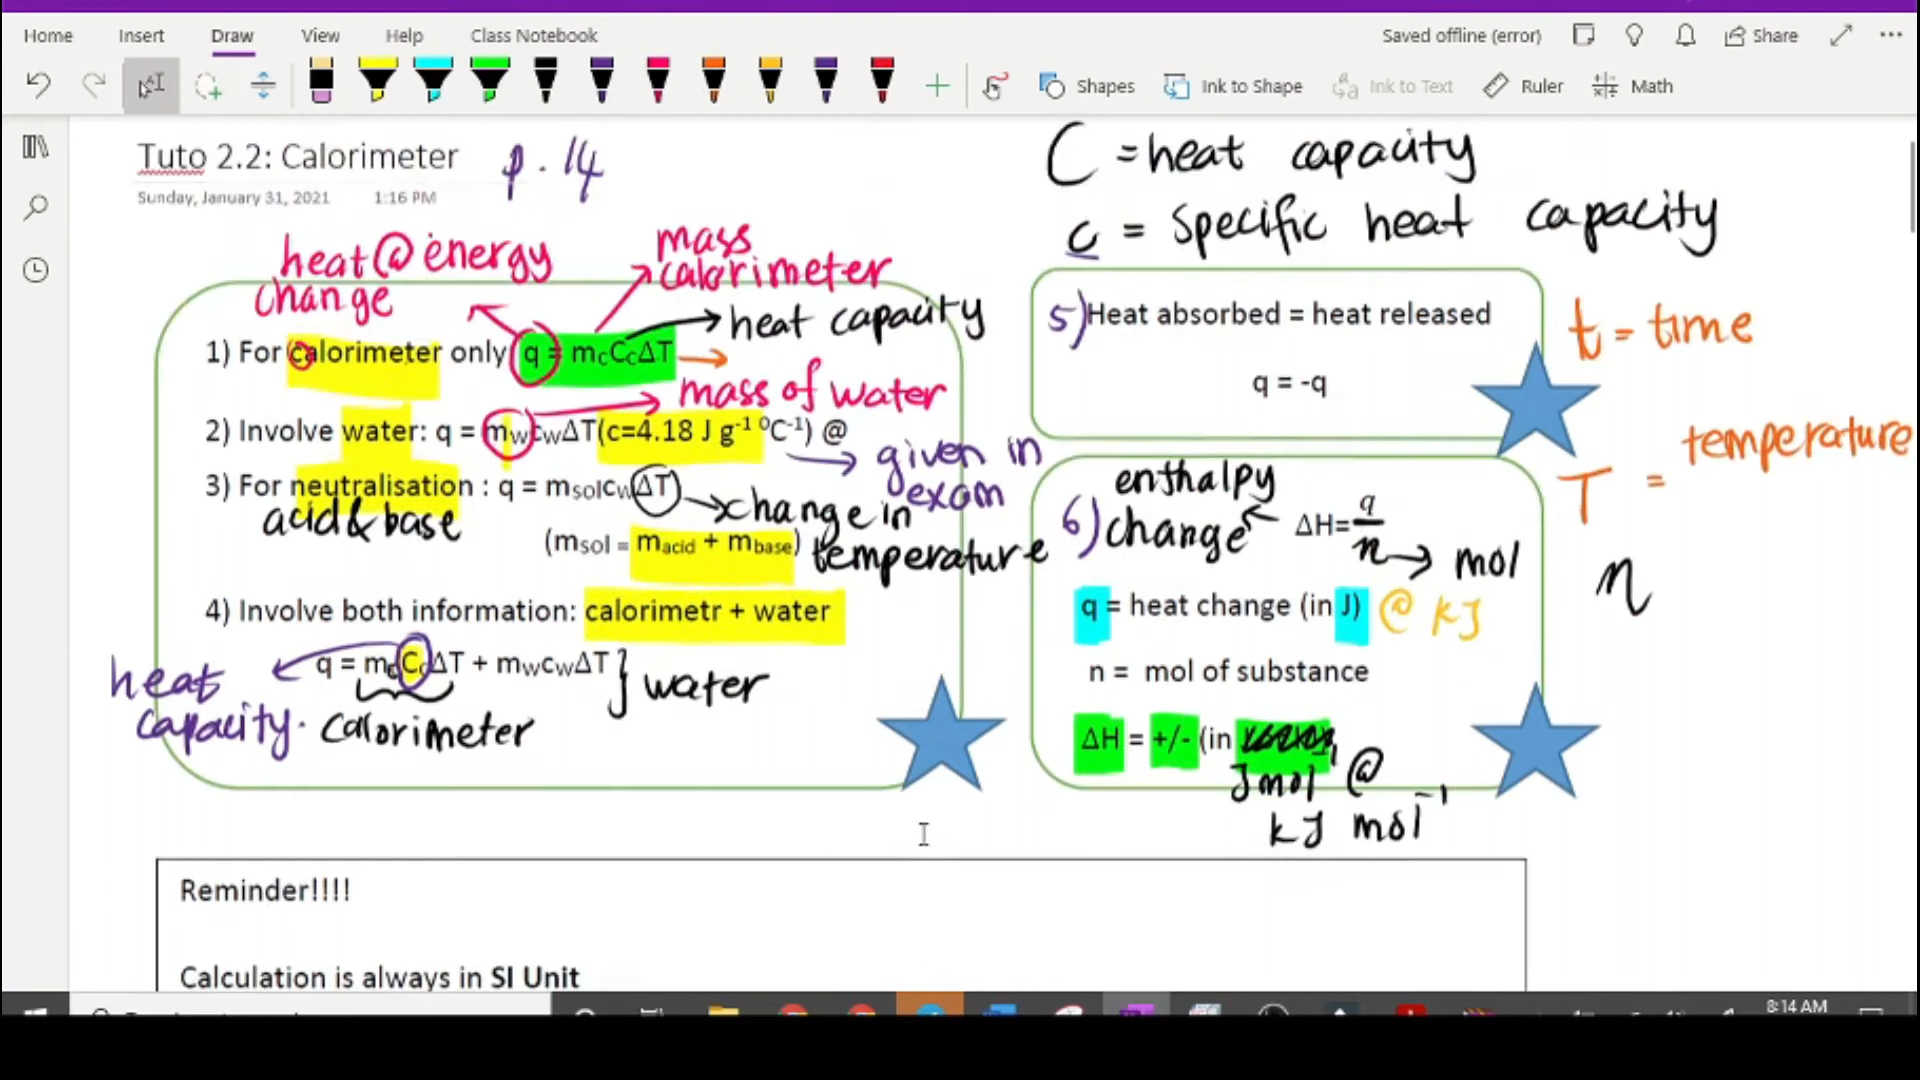 Home Insert Draw View Help Class Notebook Saved offline (error) Share
Shapes Ink to Shape Ink to Text Ruler Math
Tuto 2.2: Calorimeter p. 14
Sunday, January 31, 2021 1:16 PM
C = heat capacity
c = Specific heat capacity
heat @ energy change
mass calorimeter
heat capacity
1) For calorimeter only q = mcCcΔT
mass of water
2) Involve water: q = mwcwΔT(c=4.18 J g⁻¹ ⁰C⁻¹) @
given in exam
3) For neutralisation : q = msolcwΔT
acid & base
change in temperature
(msol = macid + mbase)
4) Involve both information: calorimetr + water
q = mcCcΔT + mwcwΔT } water
heat capacity.
calorimeter
5) Heat absorbed = heat released
q = -q
t = time
T = temperature
n
6) enthalpy change ΔH= q/n → mol
q = heat change (in J) @ kJ
n = mol of substance
ΔH = +/- (in
J mol⁻¹ @
kJ mol⁻¹
Reminder!!!!
Calculation is always in SI Unit
8:14 AM